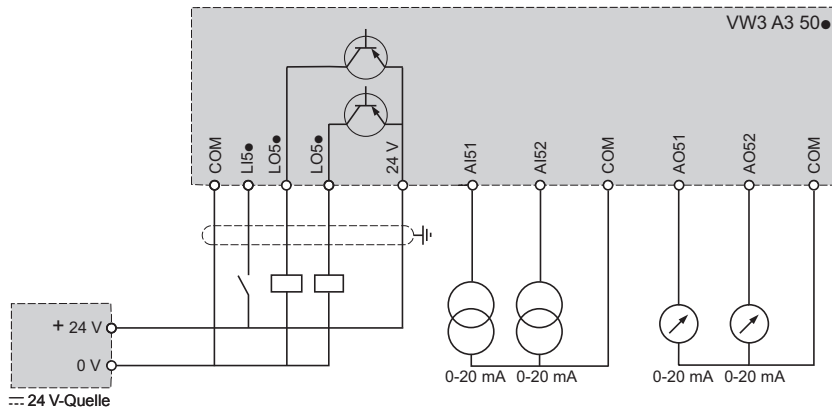 VW3 A3 50●
COM
LI5●
LO5●
LO5●
24 V
AI51
AI52
COM
AO51
AO52
COM
+ 24 V
0 V
24 V-Quelle
0-20 mA
0-20 mA
0-20 mA
0-20 mA